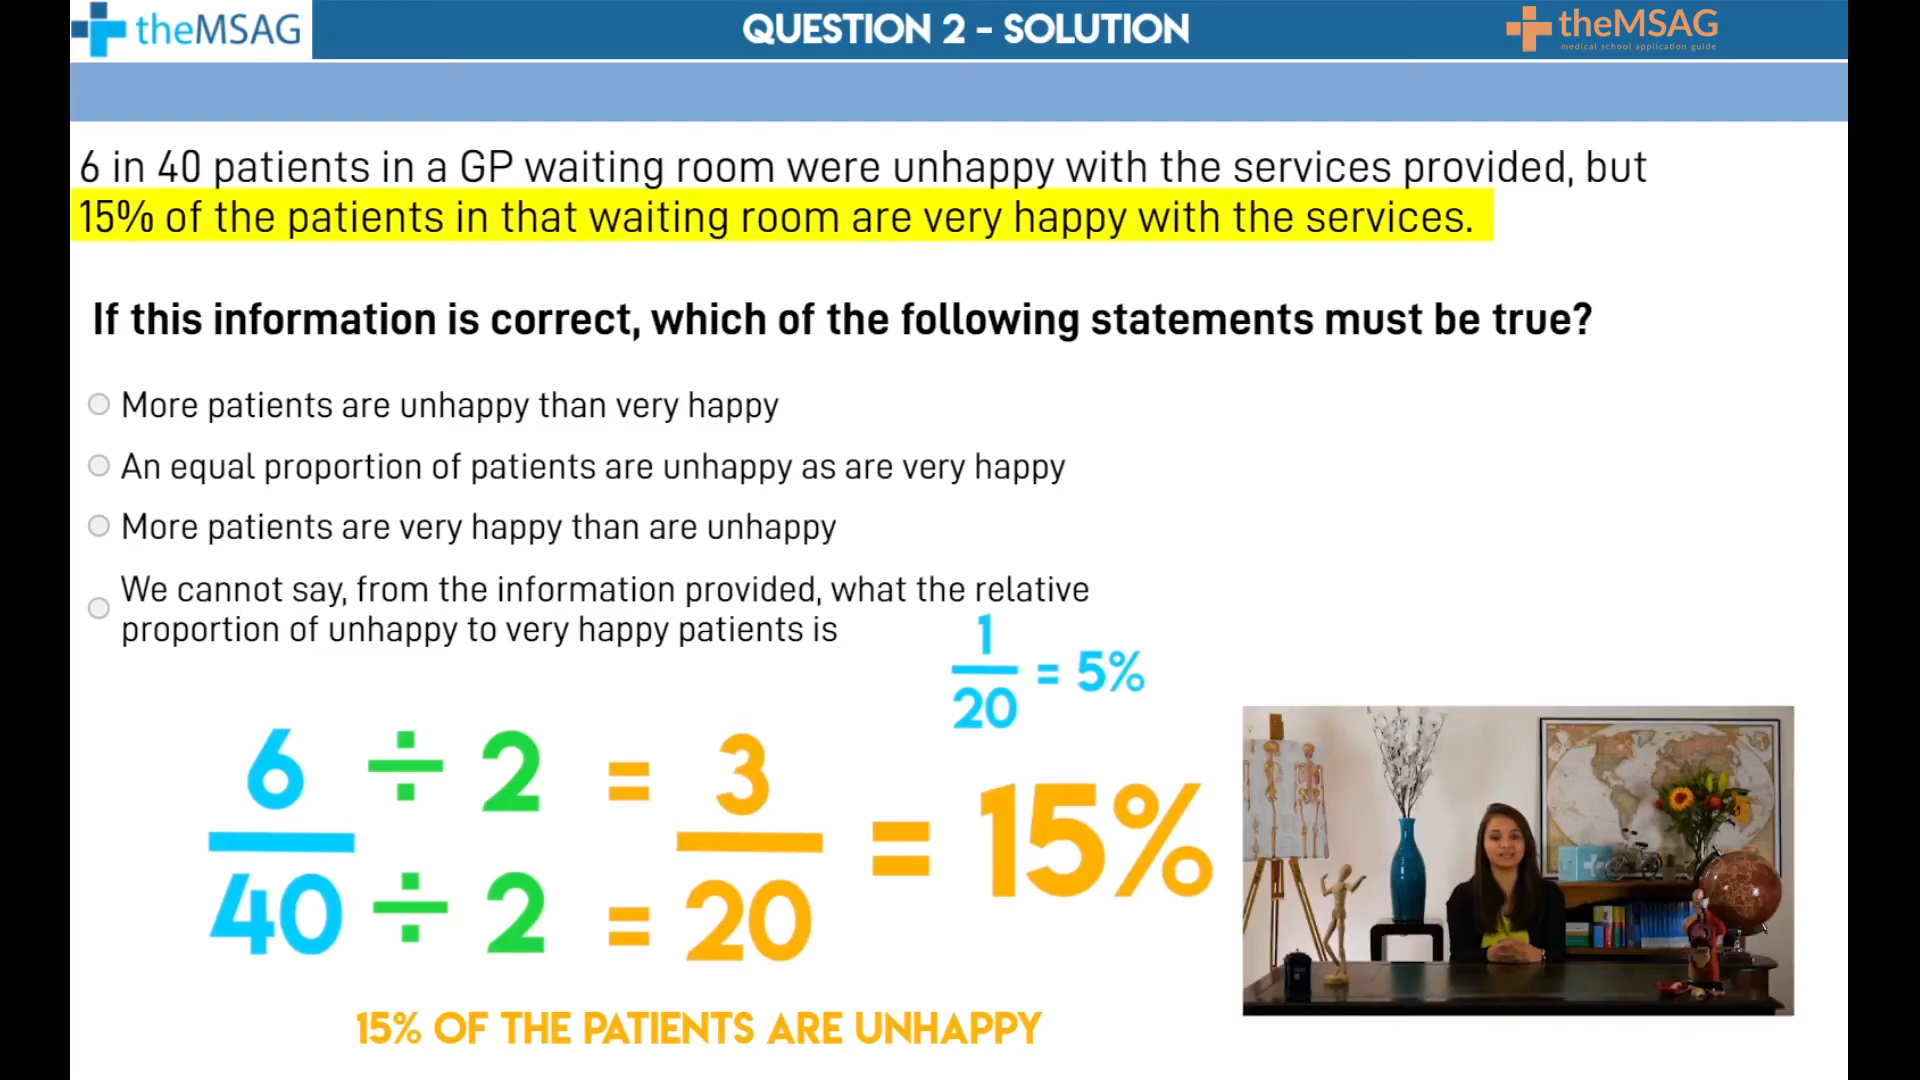 theMSAG
QUESTION 2 - SOLUTION
theMSAG
medical school application guide
6 in 40 patients in a GP waiting room were unhappy with the services provided, but
15% of the patients in that waiting room are very happy with the services.
If this information is correct, which of the following statements must be true?
More patients are unhappy than very happy
An equal proportion of patients are unhappy as are very happy
More patients are very happy than are unhappy
We cannot say, from the information provided, what the relative
proportion of unhappy to very happy patients is
1
20 = 5%
6 ÷ 2 = 3
40 ÷ 2 = 20
= 15%
15% OF THE PATIENTS ARE UNHAPPY